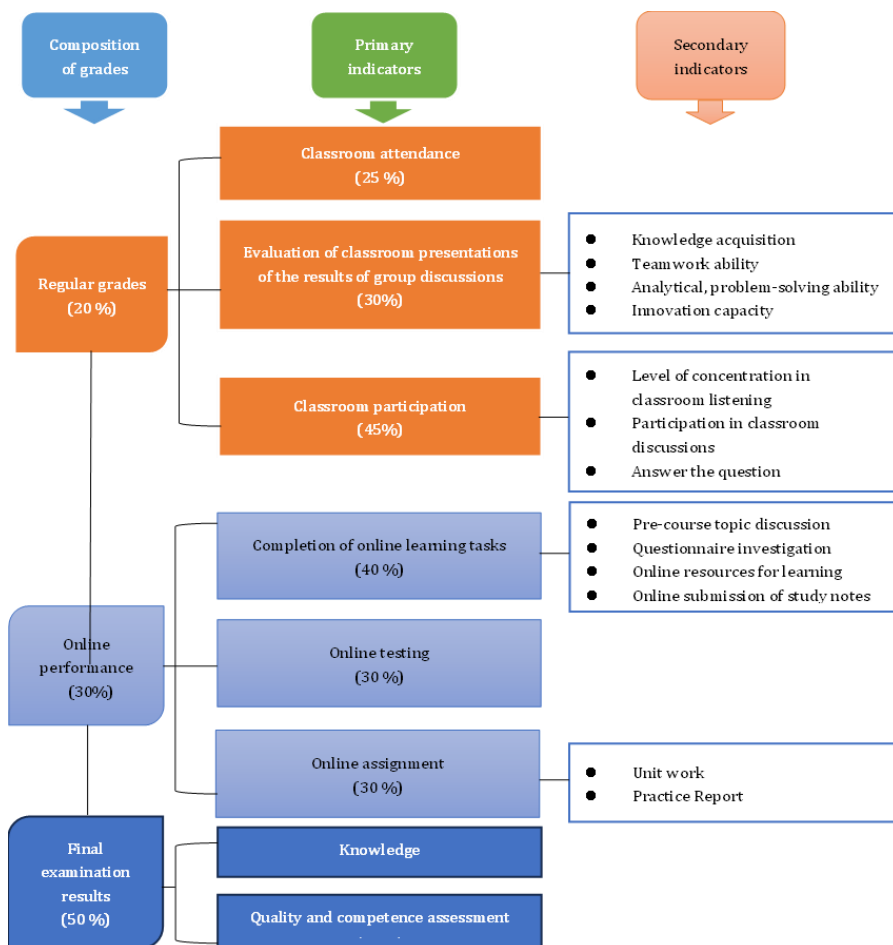 Composition
of grades
Primary
indicators
Secondary
indicators
Classroom attendance
(25 %)
Regular grades
(20 %)
Evaluation of classroom presentations
of the results of group discussions
(30%)
● Knowledge acquisition
● Teamwork ability
● Analytical, problem-solving ability
● Innovation capacity
Classroom participation
(45%)
● Level of concentration in
classroom listening
● Participation in classroom
discussions
● Answer the question
Online
performance
(30%)
Completion of online learning tasks
(40 %)
● Pre-course topic discussion
● Questionnaire investigation
● Online resources for learning
● Online submission of study notes
Online testing
(30 %)
Online assignment
(30 %)
● Unit work
● Practice Report
Final
examination
results
(50 %)
Knowledge
Quality and competence assessment